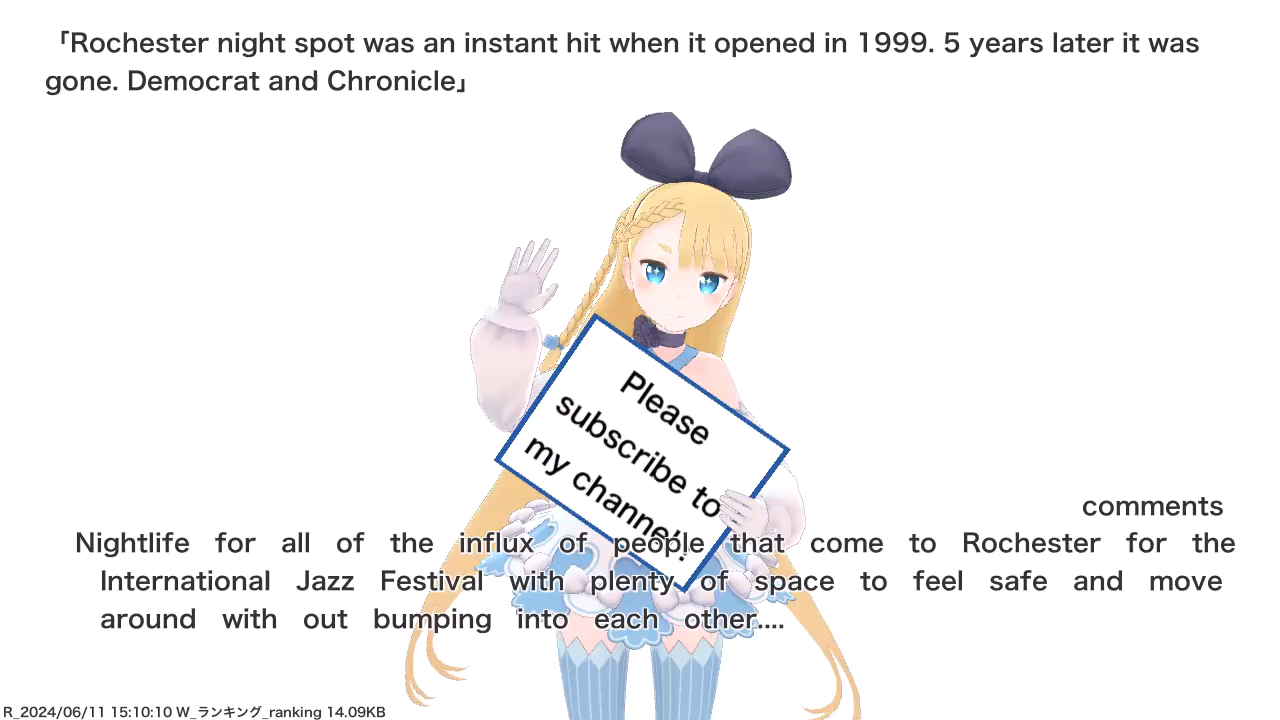 「Rochester night spot was an instant hit when it opened in 1999. 5 years later it was
gone. Democrat and Chronicle」
Please
subscribe to
my channel!
comments
Nightlife for all of the influx of people that come to Rochester for the
International Jazz Festival with plenty of space to feel safe and move
around with out bumping into each other....
R_2024/06/11 15:10:10 W_ランキング_ranking 14.09KB